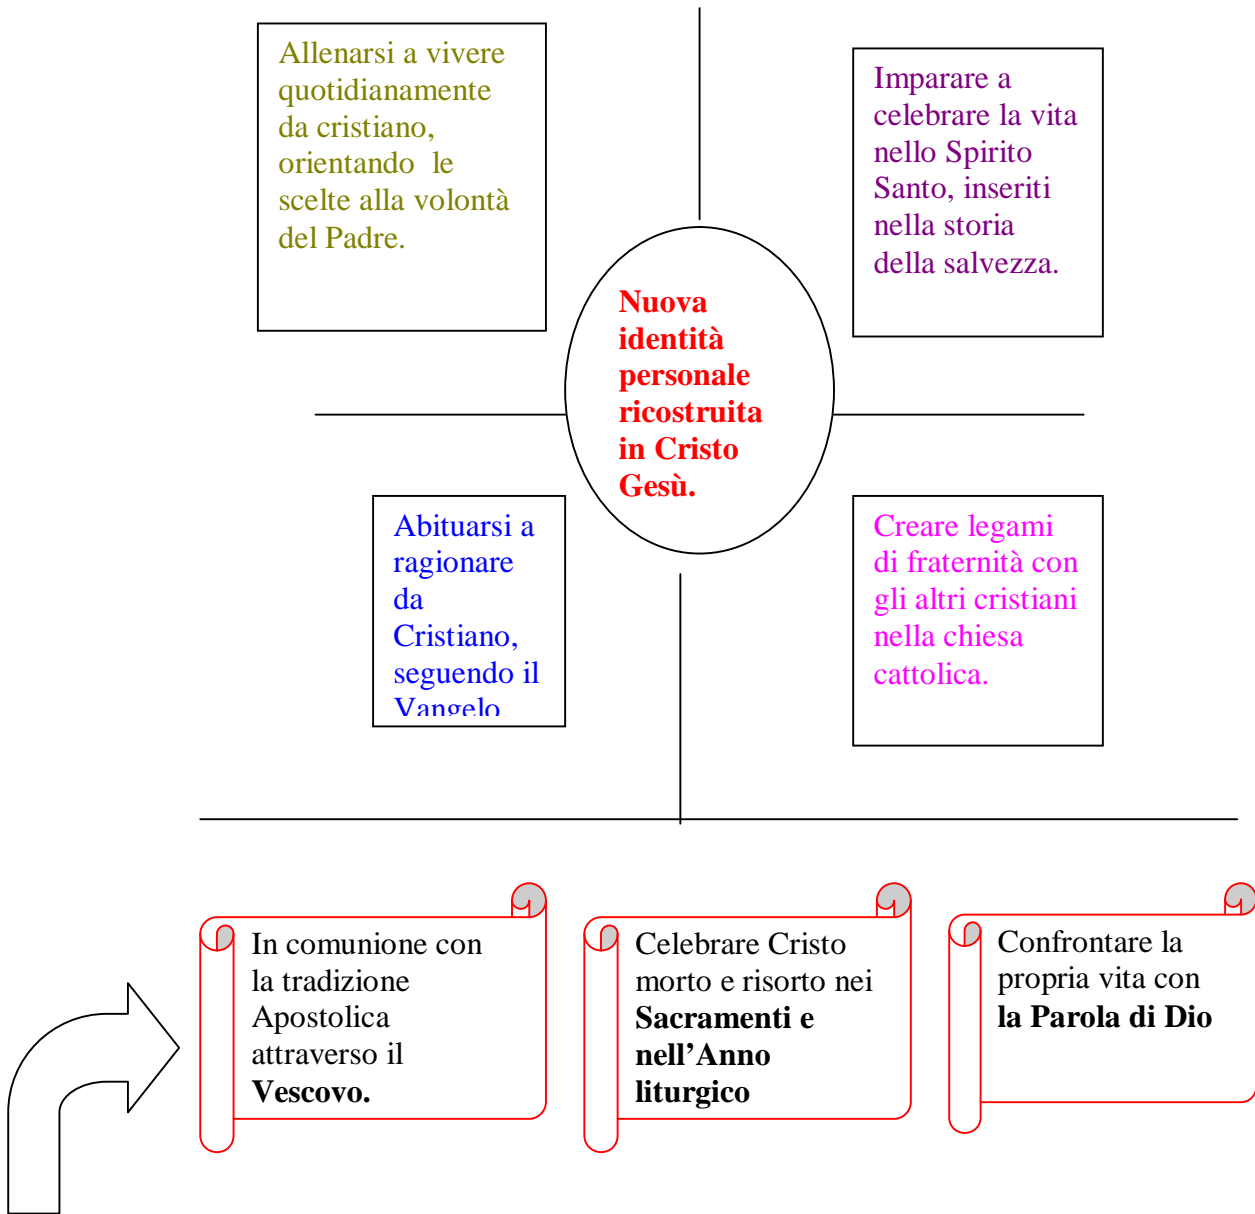 Allenarsi a vivere
quotidianamente
da cristiano,
orientando  le
scelte alla volontà
del Padre.
Imparare a
celebrare la vita
nello Spirito
Santo, inseriti
nella storia
della salvezza.
Nuova
identità
personale
ricostruita
in Cristo
Gesù.
Abituarsi a
ragionare
da
Cristiano,
seguendo il
Vangelo
Creare legami
di fraternità con
gli altri cristiani
nella chiesa
cattolica.
In comunione con
la tradizione
Apostolica
attraverso il
Vescovo.
Celebrare Cristo
morto e risorto nei
Sacramenti e
nell’Anno
liturgico
Confrontare la
propria vita con
la Parola di Dio